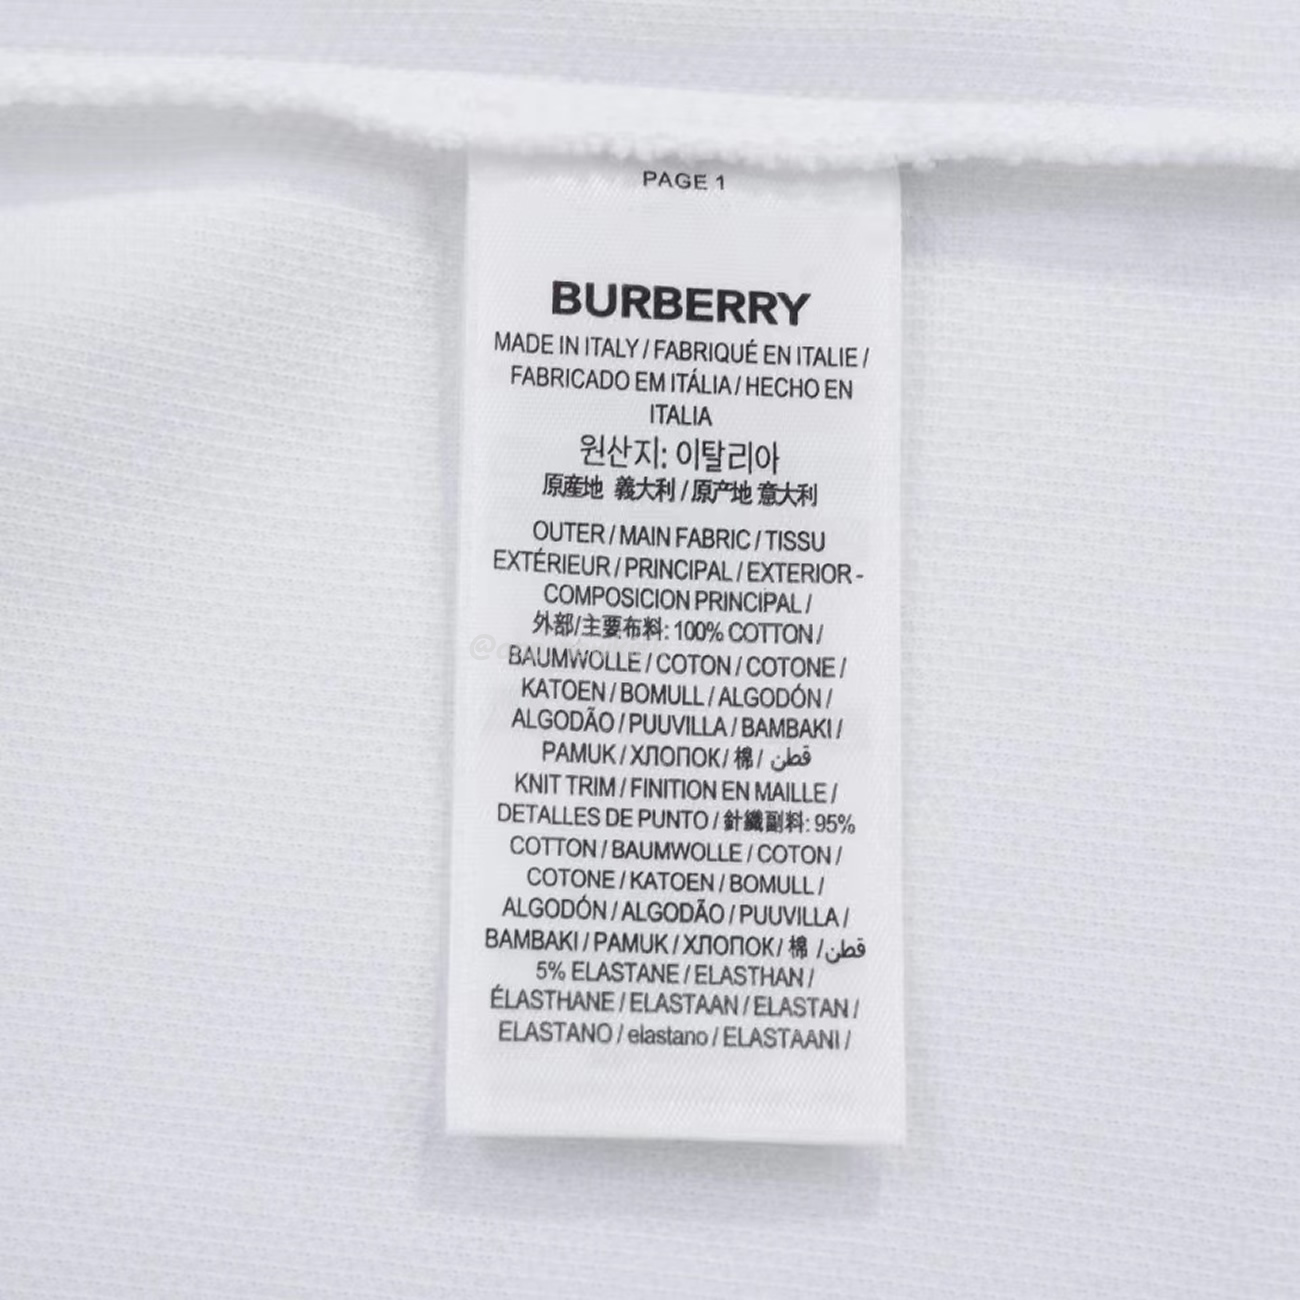 PAGE 1
BURBERRY
MADE IN ITALY / FABRIQUÉ EN ITALIE /
FABRICADO EM ITÁLIA / HECHO EN
ITALIA
원산지: 이탈리아
原産地 義大利 / 原产地 意大利
OUTER / MAIN FABRIC / TISSU
EXTÉRIEUR / PRINCIPAL / EXTERIOR -
COMPOSICION PRINCIPAL /
外部/主要布料: 100% COTTON /
BAUMWOLLE / COTON / COTONE /
KATOEN / BOMULL / ALGODÓN /
ALGODÃO / PUUVILLA / BAMBAKI /
PAMUK / ХЛОПОК / 棉 / قطن
KNIT TRIM / FINITION EN MAILLE /
DETALLES DE PUNTO / 針織副料: 95%
COTTON / BAUMWOLLE / COTON /
COTONE / KATOEN / BOMULL /
ALGODÓN / ALGODÃO / PUUVILLA /
BAMBAKI / PAMUK / ХЛОПОК / 棉 / قطن
5% ELASTANE / ELASTHAN /
ÉLASTHANE / ELASTAAN / ELASTAN /
ELASTANO / elastano / ELASTAANI /